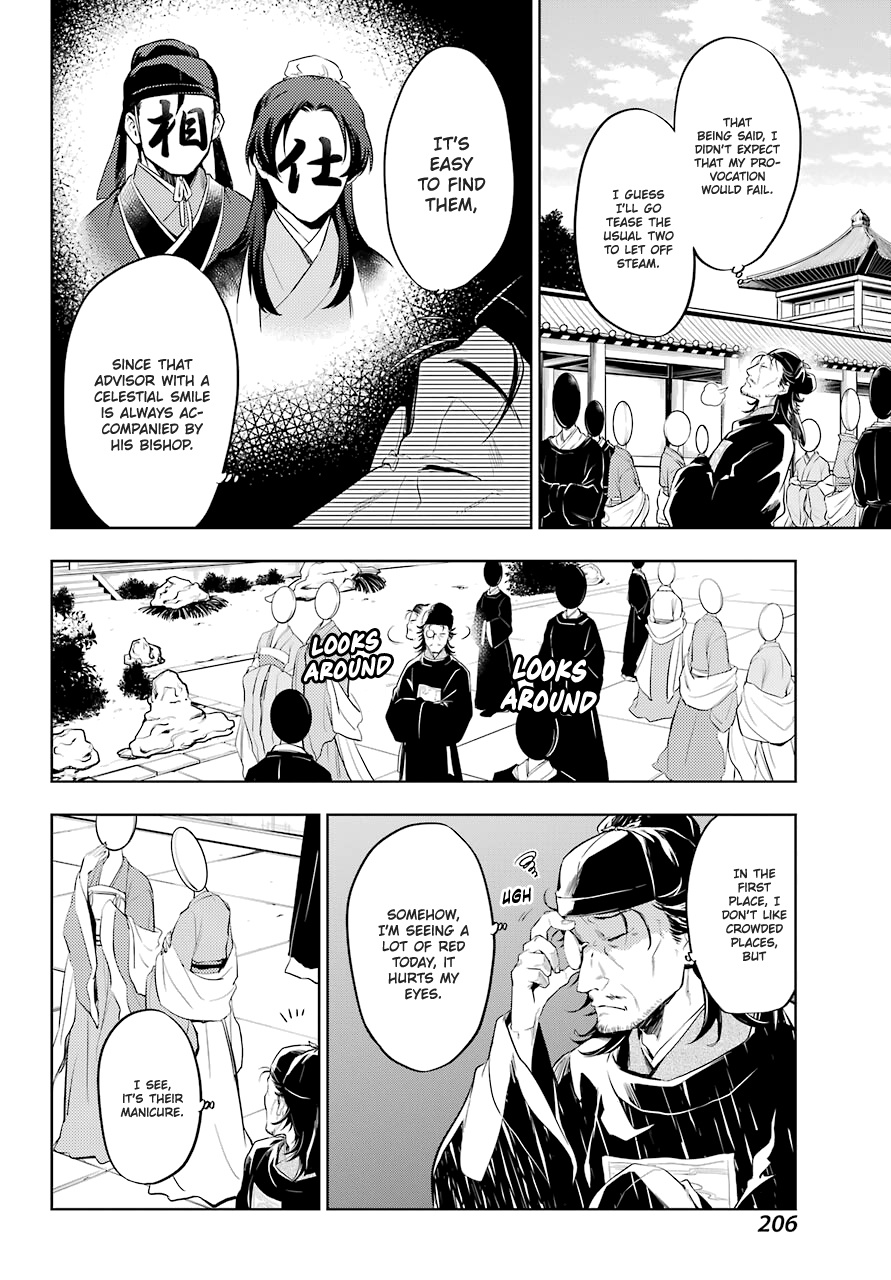 THAT
BEING SAID, I
DIDN'T EXPECT
THAT MY PRO-
VOCATION
WOULD FAIL.
I GUESS
I'LL GO
TEASE THE
USUAL TWO
TO LET OFF
STEAM.
IT'S
EASY
TO FIND
THEM,
仕
相
SINCE THAT
ADVISOR WITH A
CELESTIAL SMILE
IS ALWAYS AC-
COMPANIED BY
HIS BISHOP.
LOOKS
AROUND
LOOKS
AROUND
IN THE
FIRST
PLACE, I
DON'T LIKE
CROWDED
PLACES,
BUT
UGH
SOMEHOW,
I'M SEEING A
LOT OF RED
TODAY, IT
HURTS MY
EYES.
I SEE,
IT'S THEIR
MANICURE.
206